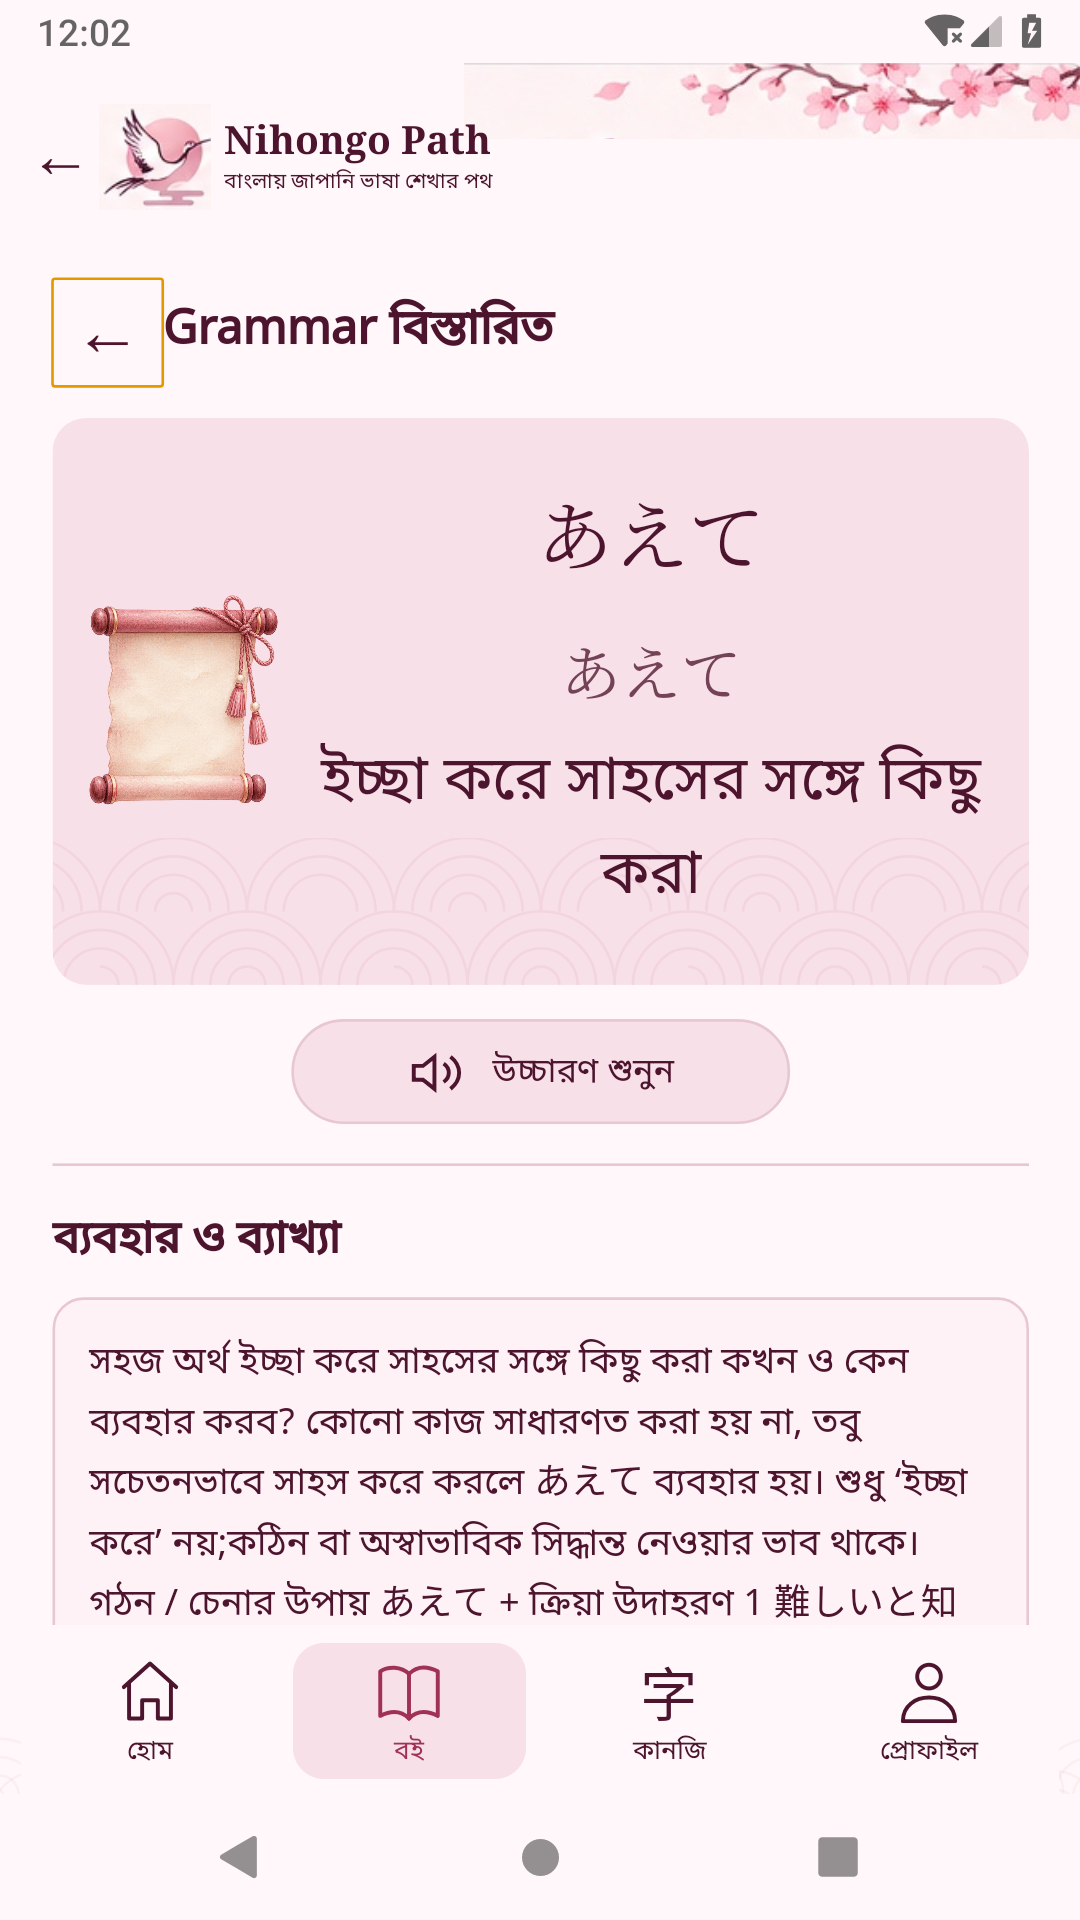 12:02
←
Nihongo Path
বাংলায় জাপানি ভাষা শেখার পথ
← Grammar বিস্তারিত
あえて
あえて
ইচ্ছা করে সাহসের সঙ্গে কিছু
করা
উচ্চারণ শুনুন
ব্যবহার ও ব্যাখ্যা
সহজ অর্থ ইচ্ছা করে সাহসের সঙ্গে কিছু করা কখন ও কেন
ব্যবহার করব? কোনো কাজ সাধারণত করা হয় না, তবু
সচেতনভাবে সাহস করে করলে あえて ব্যবহার হয়। শুধু ‘ইচ্ছা
করে’ নয়;কঠিন বা অস্বাভাবিক সিদ্ধান্ত নেওয়ার ভাব থাকে।
গঠন / চেনার উপায় あえて + ক্রিয়া উদাহরণ 1 難しいと知
字
হোম
বই
কানজি
প্রোফাইল